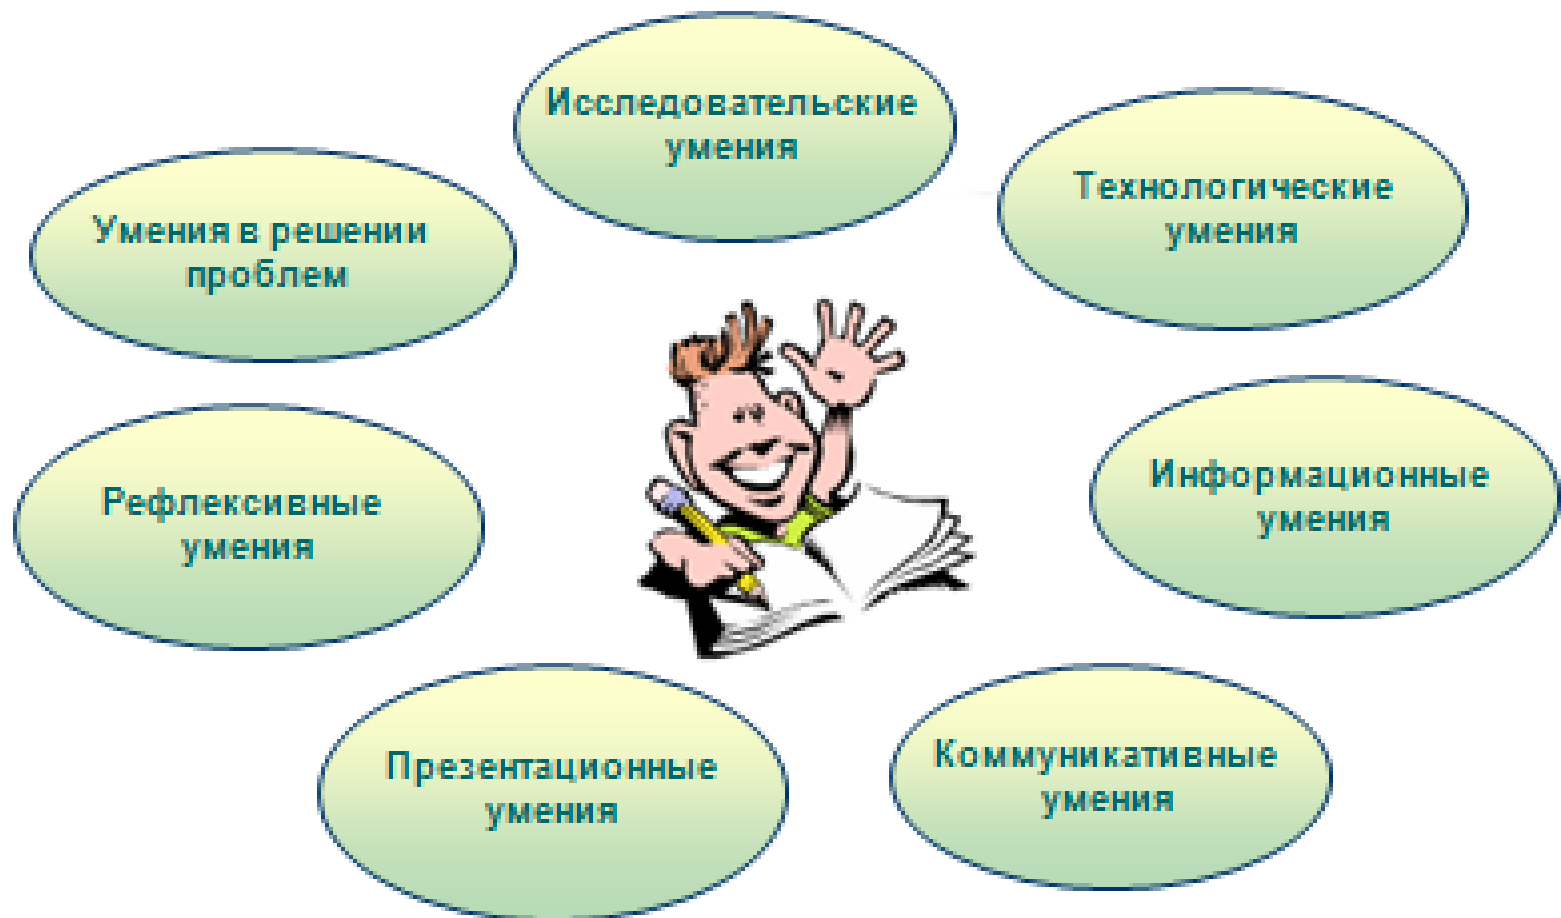 Исследовательские
умения
Технологические
умения
Умения в решении
проблем
Рефлексивные
умения
Информационные
умения
Презентационные
умения
Коммуникативные
умения